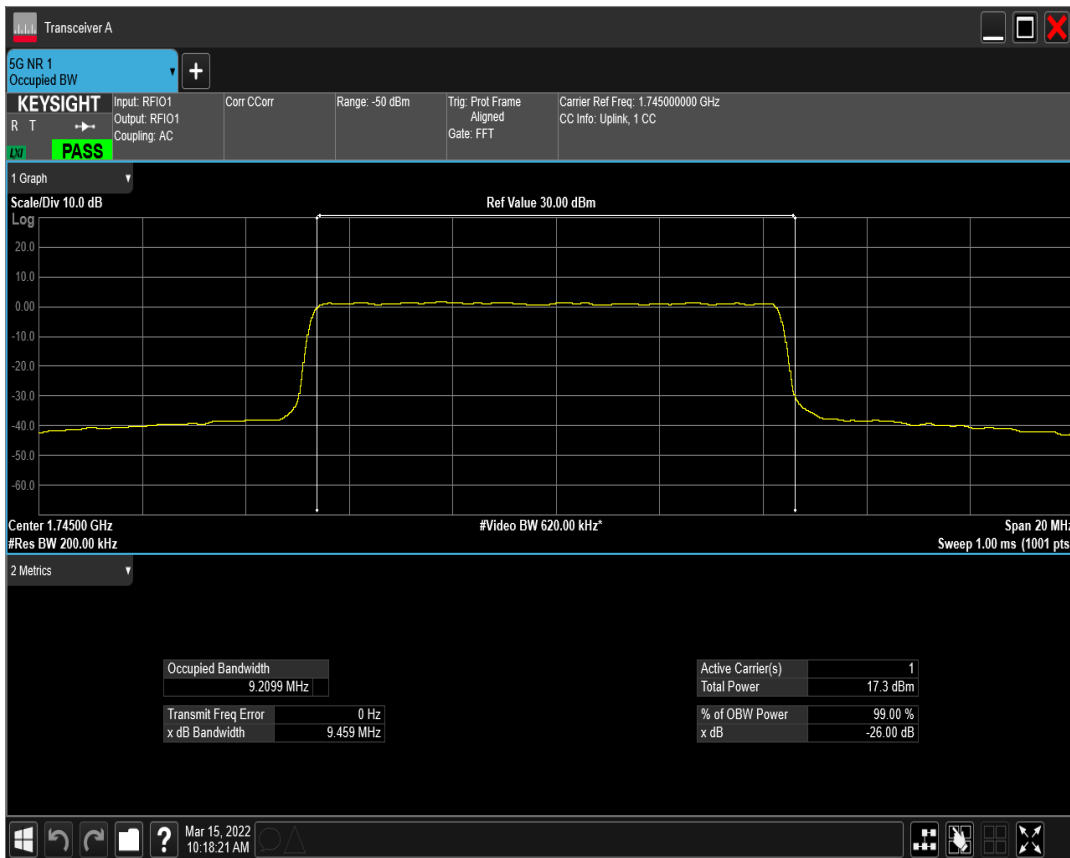 Transceiver A
5G NR 1
Occupied BW
+
KEYSIGHT
R T
LXI
PASS
Input: RFIO1
Output: RFIO1
Coupling: AC
Corr CCorr
Range: -50 dBm
Trig: Prot Frame
Aligned
Gate: FFT
Carrier Ref Freq: 1.745000000 GHz
CC Info: Uplink, 1 CC
1 Graph
Scale/Div 10.0 dB
Ref Value 30.00 dBm
Log
20.0
10.0
0.00
-10.0
-20.0
-30.0
-40.0
-50.0
-60.0
Center 1.74500 GHz
#Video BW 620.00 kHz*
Span 20 MHz
#Res BW 200.00 kHz
Sweep 1.00 ms (1001 pts
2 Metrics
Occupied Bandwidth
9.2099 MHz
Transmit Freq Error 0 Hz
x dB Bandwidth 9.459 MHz
Active Carrier(s) 1
Total Power 17.3 dBm
% of OBW Power 99.00 %
x dB -26.00 dB
?
Mar 15, 2022
10:18:21 AM